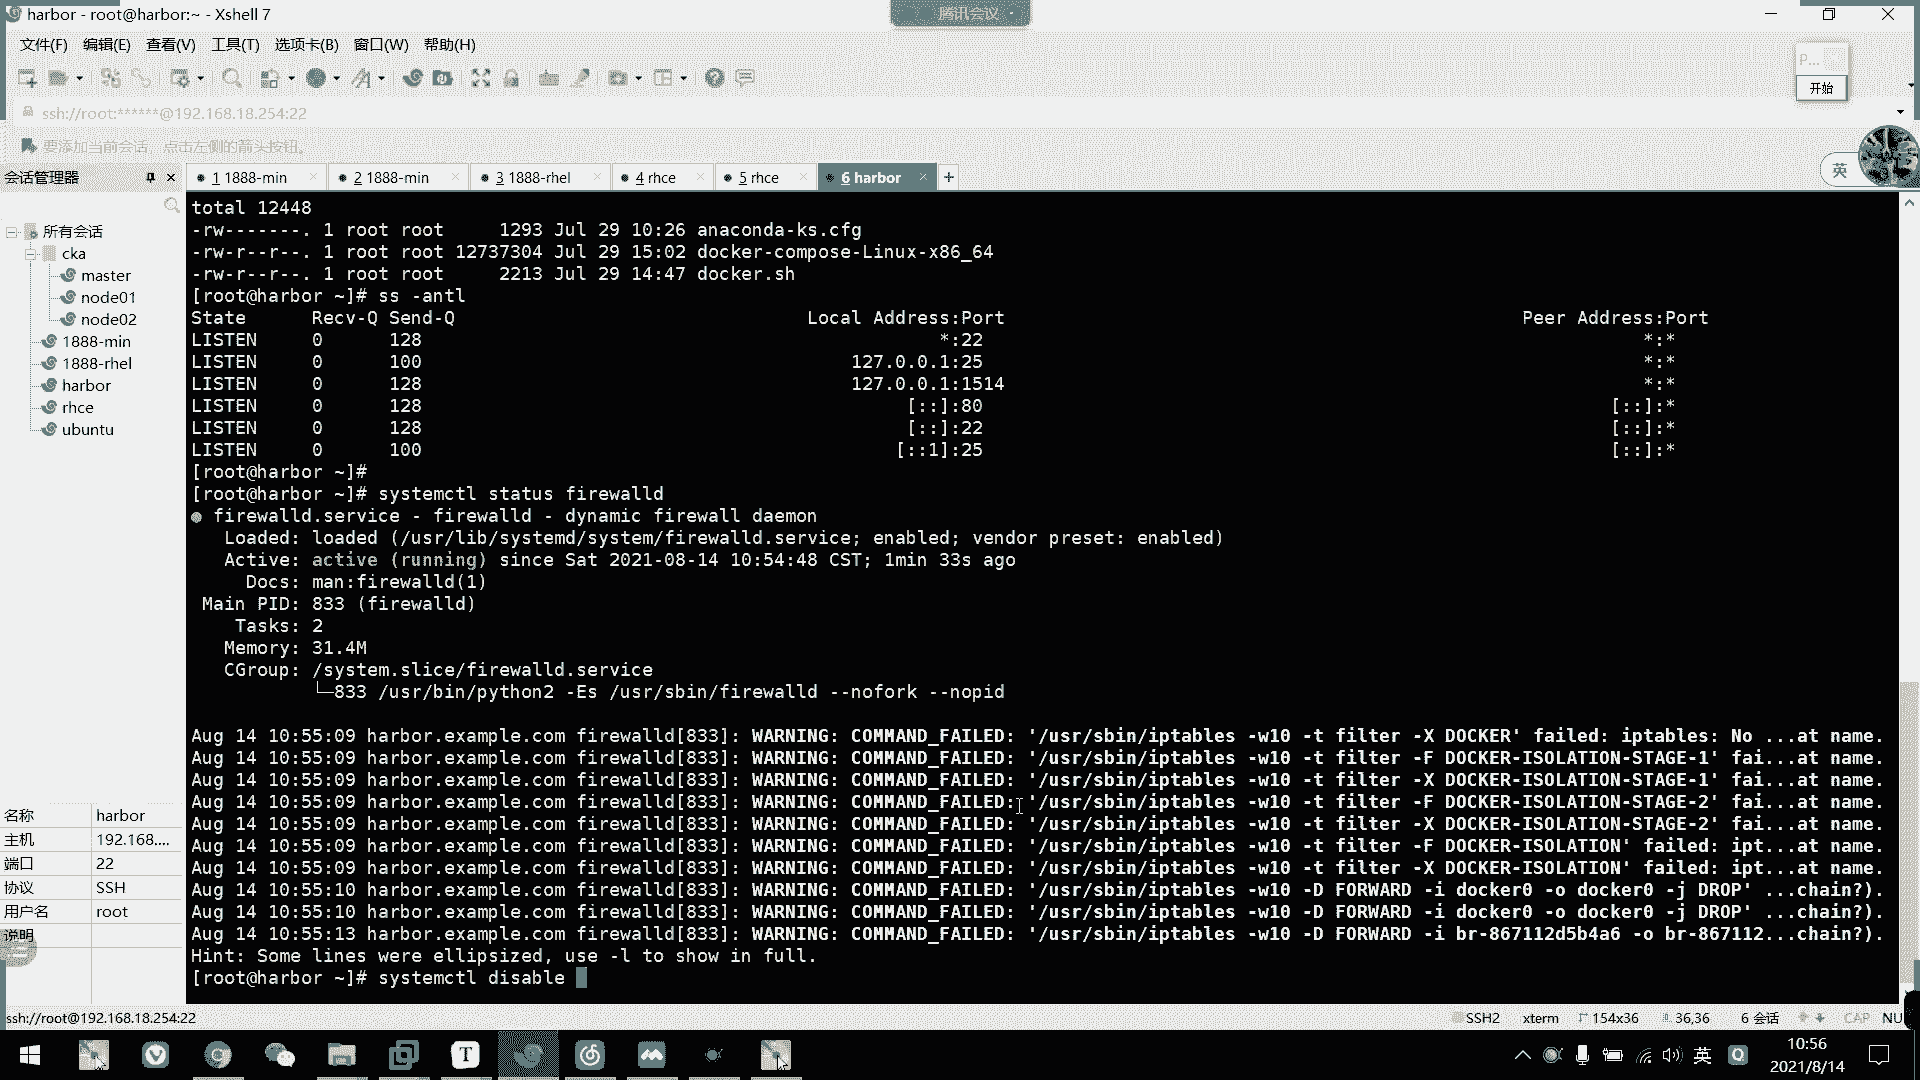 harbor - root@harbor:~ - Xshell 7
腾讯会议
文件(F) 编辑(E) 查看(V) 工具(T) 选项卡(B) 窗口(W) 帮助(H)
P...
开始
ssh://root:******@192.168.18.254:22
要添加当前会话，点击左侧的箭头按钮。
英
会话管理器
1 1888-min
2 1888-min
3 1888-rhel
4 rhce
5 rhce
6 harbor
所有会话
cka
master
node01
node02
1888-min
1888-rhel
harbor
rhce
ubuntu
名称 harbor
主机 192.168....
端口 22
协议 SSH
用户名 root
说明
total 12448
-rw-------. 1 root root     1293 Jul 29 10:26 anaconda-ks.cfg
-rw-r--r--. 1 root root 12737304 Jul 29 15:02 docker-compose-Linux-x86_64
-rw-r--r--. 1 root root     2213 Jul 29 14:47 docker.sh
[root@harbor ~]# ss -antl
State Recv-Q Send-Q Local Address:Port Peer Address:Port
LISTEN 0 128 *:22 *:*
LISTEN 0 100 127.0.0.1:25 *:*
LISTEN 0 128 127.0.0.1:1514 *:*
LISTEN 0 128 [::]:80 [::]:*
LISTEN 0 128 [::]:22 [::]:*
LISTEN 0 100 [::1]:25 [::]:*
[root@harbor ~]#
[root@harbor ~]# systemctl status firewalld
● firewalld.service - firewalld - dynamic firewall daemon
Loaded: loaded (/usr/lib/systemd/system/firewalld.service; enabled; vendor preset: enabled)
Active: active (running) since Sat 2021-08-14 10:54:48 CST; 1min 33s ago
Docs: man:firewalld(1)
Main PID: 833 (firewalld)
Tasks: 2
Memory: 31.4M
CGroup: /system.slice/firewalld.service
└─833 /usr/bin/python2 -Es /usr/sbin/firewalld --nofork --nopid
Aug 14 10:55:09 harbor.example.com firewalld[833]: WARNING: COMMAND_FAILED: '/usr/sbin/iptables -w10 -t filter -X DOCKER' failed: iptables: No ...at name.
Aug 14 10:55:09 harbor.example.com firewalld[833]: WARNING: COMMAND_FAILED: '/usr/sbin/iptables -w10 -t filter -F DOCKER-ISOLATION-STAGE-1' fai...at name.
Aug 14 10:55:09 harbor.example.com firewalld[833]: WARNING: COMMAND_FAILED: '/usr/sbin/iptables -w10 -t filter -X DOCKER-ISOLATION-STAGE-1' fai...at name.
Aug 14 10:55:09 harbor.example.com firewalld[833]: WARNING: COMMAND_FAILED: '/usr/sbin/iptables -w10 -t filter -F DOCKER-ISOLATION-STAGE-2' fai...at name.
Aug 14 10:55:09 harbor.example.com firewalld[833]: WARNING: COMMAND_FAILED: '/usr/sbin/iptables -w10 -t filter -X DOCKER-ISOLATION-STAGE-2' fai...at name.
Aug 14 10:55:09 harbor.example.com firewalld[833]: WARNING: COMMAND_FAILED: '/usr/sbin/iptables -w10 -t filter -F DOCKER-ISOLATION' failed: ipt...at name.
Aug 14 10:55:09 harbor.example.com firewalld[833]: WARNING: COMMAND_FAILED: '/usr/sbin/iptables -w10 -t filter -X DOCKER-ISOLATION' failed: ipt...at name.
Aug 14 10:55:10 harbor.example.com firewalld[833]: WARNING: COMMAND_FAILED: '/usr/sbin/iptables -w10 -D FORWARD -i docker0 -o docker0 -j DROP' ...chain?).
Aug 14 10:55:10 harbor.example.com firewalld[833]: WARNING: COMMAND_FAILED: '/usr/sbin/iptables -w10 -D FORWARD -i docker0 -o docker0 -j DROP' ...chain?).
Aug 14 10:55:13 harbor.example.com firewalld[833]: WARNING: COMMAND_FAILED: '/usr/sbin/iptables -w10 -D FORWARD -i br-867112d5b4a6 -o br-867112...chain?).
Hint: Some lines were ellipsized, use -l to show in full.
[root@harbor ~]# systemctl disable
ssh://root@192.168.18.254:22 SSH2 xterm 154x36 36,36 6 会话 CAP NU
T
英
Q
10:56
2021/8/14